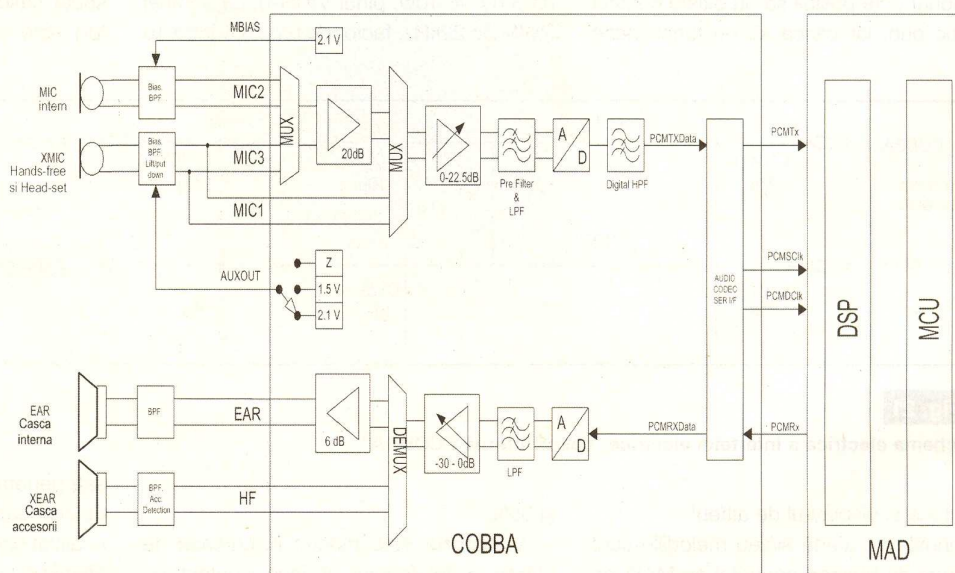 MBIAS
2.1 V
MIC
intern
Bias.
BPF
MIC2
MUX
20dB
MUX
0-22.5dB
Pre Filter
&
LPF
A
D
Digital HPF
PCMTXData
PCMTx
XMIC
Hands-free
si Head-set
Bias.
BPF.
Lift/put
down
MIC3
MIC1
AUXOUT
Z
1.5 V
2.1 V
AUDIO
CODEC
SER I/F
PCMSClk
PCMDClk
DSP
MCU
EAR
Casca
interna
BPF
EAR
6 dB
DEMUX
-30 - 0dB
LPF
A
D
PCMRXData
PCMRx
XEAR
Casca
accesorii
BPF.
Acc.
Detection
HF
COBBA
MAD